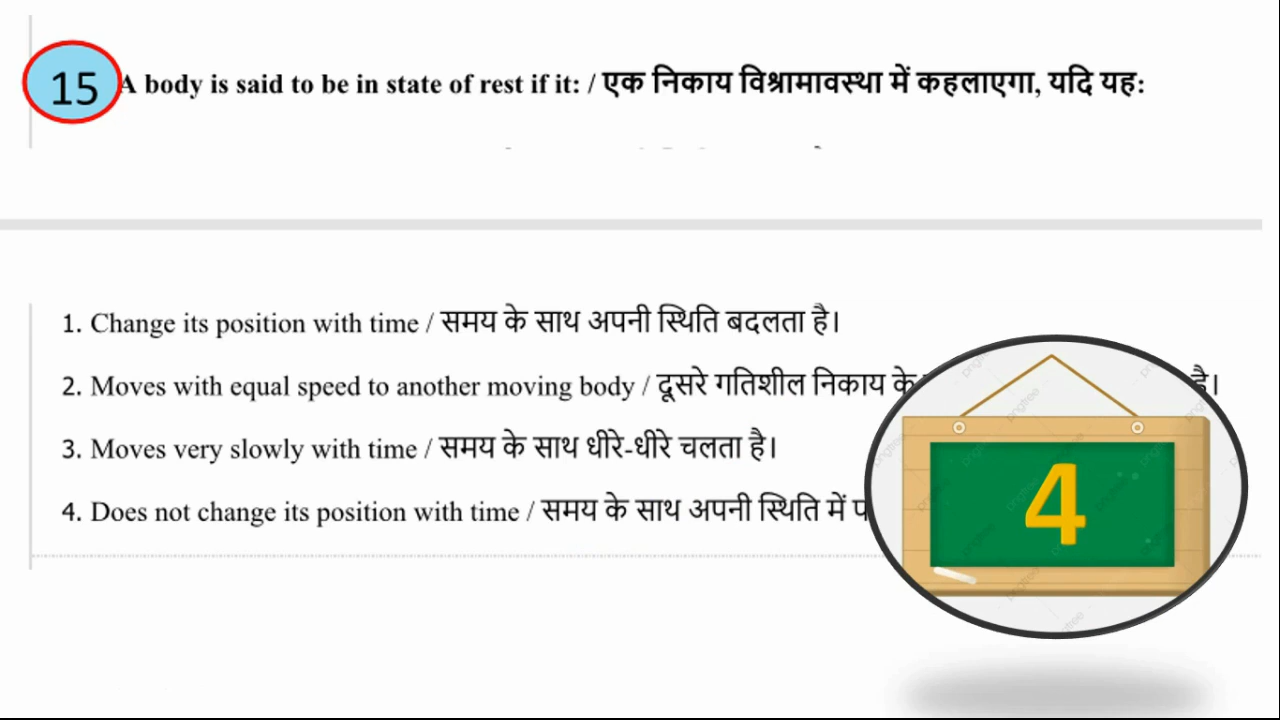 15 A body is said to be in state of rest if it: / एक निकाय विश्रामावस्था में कहलाएगा, यदि यह:
1. Change its position with time / समय के साथ अपनी स्थिति बदलता है।
2. Moves with equal speed to another moving body / दूसरे गतिशील निकाय के है।
3. Moves very slowly with time / समय के साथ धीरे-धीरे चलता है।
4. Does not change its position with time / समय के साथ अपनी स्थिति में
4